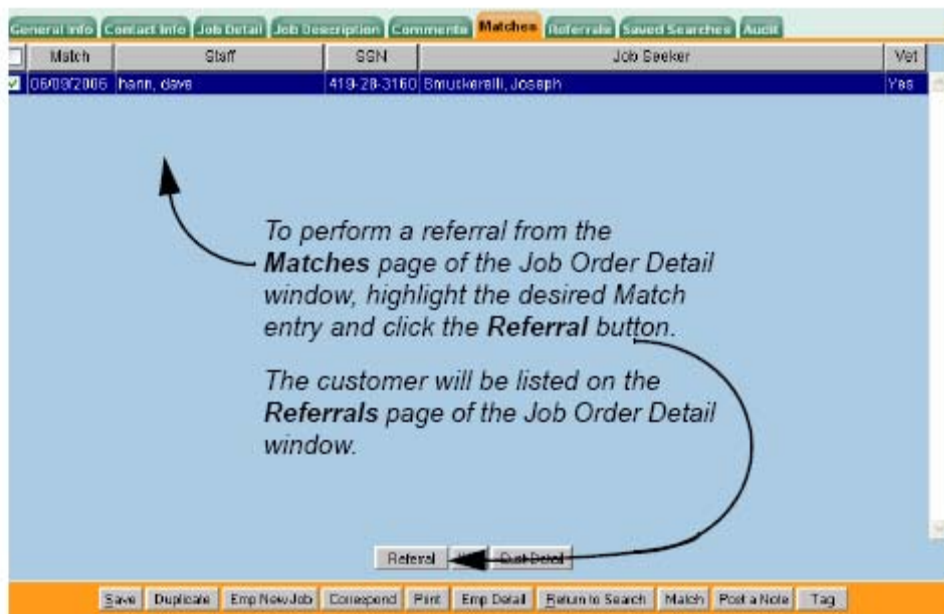 General Info Contact Info Job Detail Job Description Comments Matches Referrals Saved Searches Audit
Match Staff SSN Job Seeker Vet
06/09/2006 hann, dave 419-28-3160 Smuckerelli, Joseph Yes
To perform a referral from the
Matches page of the Job Order Detail
window, highlight the desired Match
entry and click the Referral button.
The customer will be listed on the
Referrals page of the Job Order Detail
window.
Referral Cust Detail
Save Duplicate Emp New Job Correspond Print Emp Detail Return to Search Match Post a Note Tag